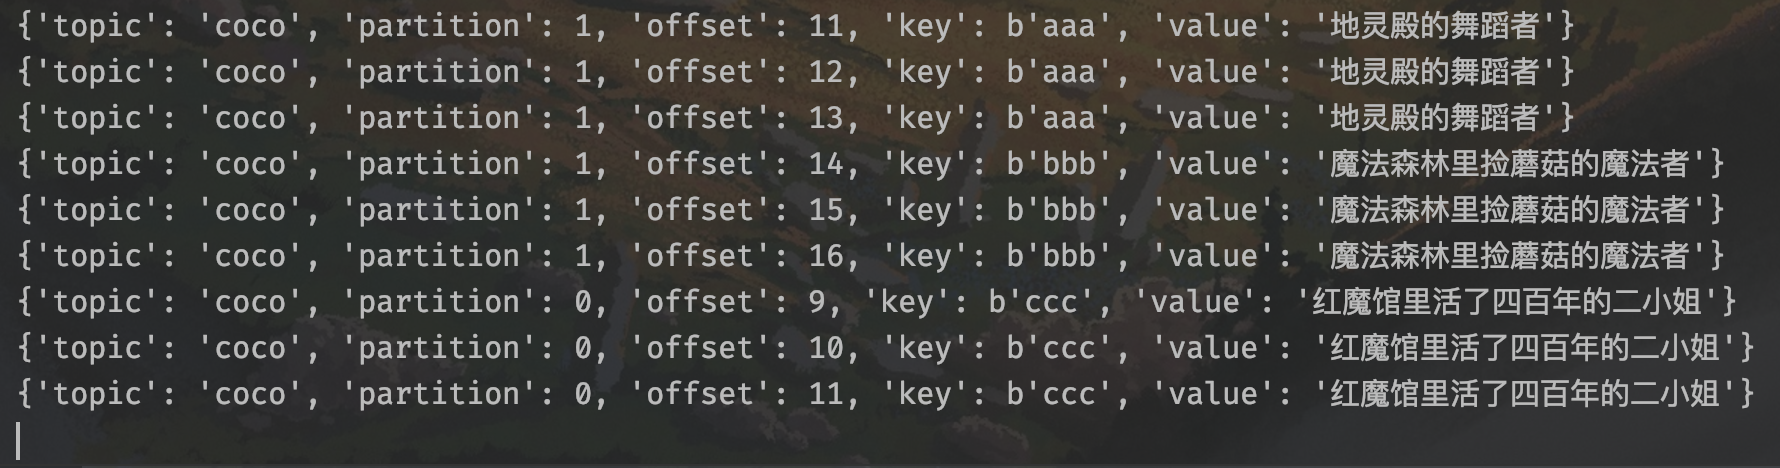 {'topic': 'coco', 'partition': 1, 'offset': 11, 'key': b'aaa', 'value': '地灵殿的舞蹈者'}
{'topic': 'coco', 'partition': 1, 'offset': 12, 'key': b'aaa', 'value': '地灵殿的舞蹈者'}
{'topic': 'coco', 'partition': 1, 'offset': 13, 'key': b'aaa', 'value': '地灵殿的舞蹈者'}
{'topic': 'coco', 'partition': 1, 'offset': 14, 'key': b'bbb', 'value': '魔法森林里捡蘑菇的魔法者'}
{'topic': 'coco', 'partition': 1, 'offset': 15, 'key': b'bbb', 'value': '魔法森林里捡蘑菇的魔法者'}
{'topic': 'coco', 'partition': 1, 'offset': 16, 'key': b'bbb', 'value': '魔法森林里捡蘑菇的魔法者'}
{'topic': 'coco', 'partition': 0, 'offset': 9, 'key': b'ccc', 'value': '红魔馆里活了四百年的二小姐'}
{'topic': 'coco', 'partition': 0, 'offset': 10, 'key': b'ccc', 'value': '红魔馆里活了四百年的二小姐'}
{'topic': 'coco', 'partition': 0, 'offset': 11, 'key': b'ccc', 'value': '红魔馆里活了四百年的二小姐'}